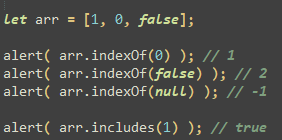 let arr = [1, 0, false];
alert( arr.indexOf(0) ); // 1
alert( arr.indexOf(false) ); // 2
alert( arr.indexOf(null) ); // -1
alert( arr.includes(1) ); // true